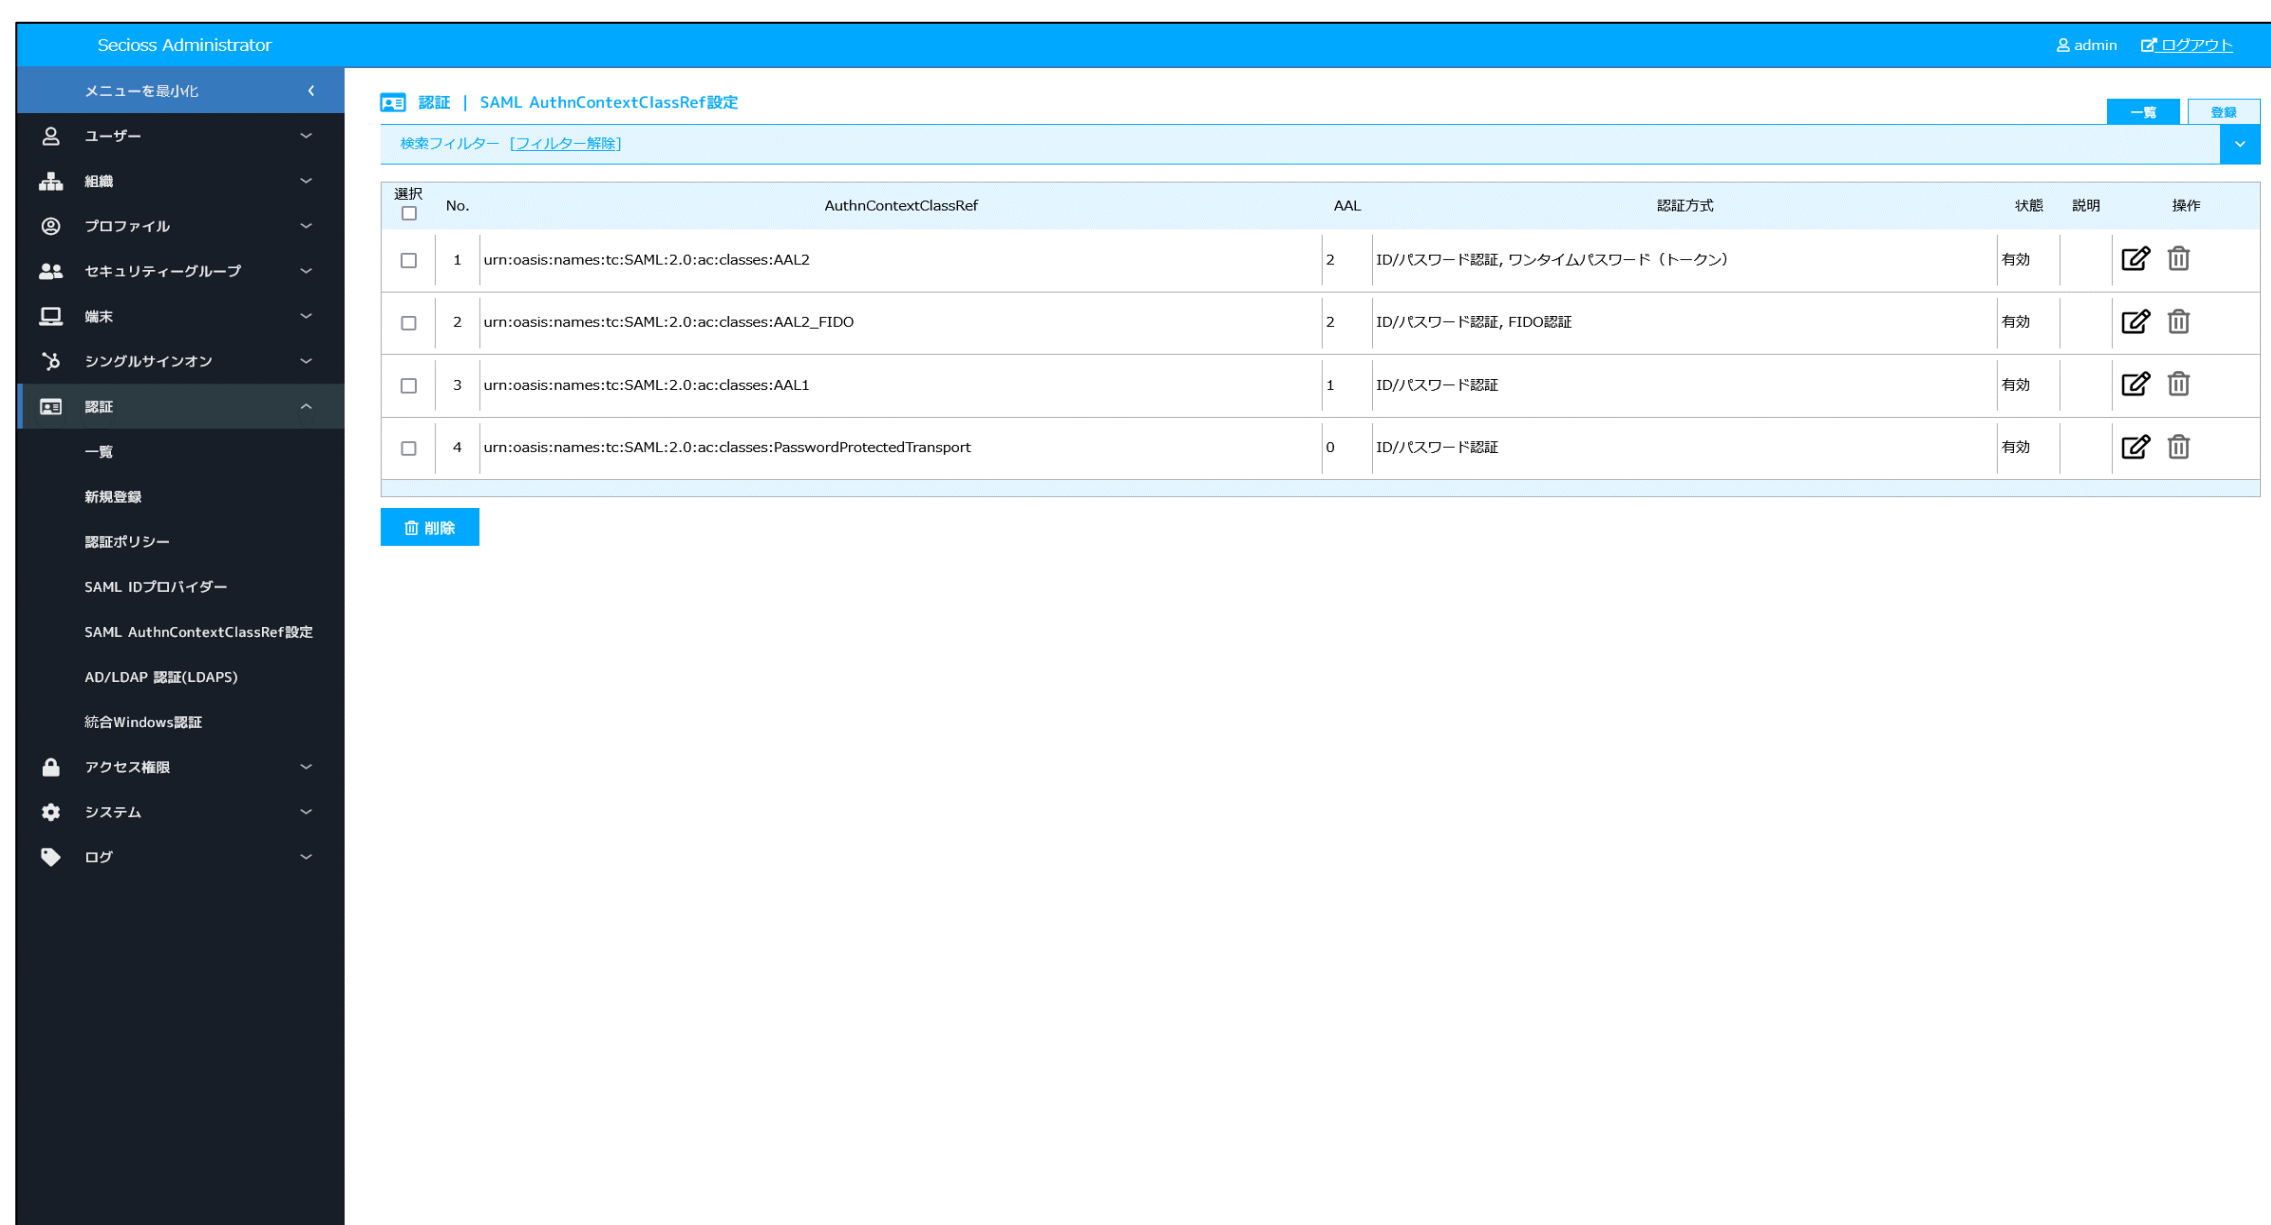 Secioss Administrator
admin ログアウト
メニューを最小化
ユーザー
組織
プロファイル
セキュリティーグループ
端末
シングルサインオン
認証
一覧
新規登録
認証ポリシー
SAML IDプロバイダー
SAML AuthnContextClassRef設定
AD/LDAP 認証(LDAPS)
統合Windows認証
アクセス権限
システム
ログ
認証 | SAML AuthnContextClassRef設定
一覧 登録
検索フィルター [フィルター解除]
選択 No. AuthnContextClassRef AAL 認証方式 状態 説明 操作
1 urn:oasis:names:tc:SAML:2.0:ac:classes:AAL2 2 ID/パスワード認証, ワンタイムパスワード（トークン） 有効
2 urn:oasis:names:tc:SAML:2.0:ac:classes:AAL2_FIDO 2 ID/パスワード認証, FIDO認証 有効
3 urn:oasis:names:tc:SAML:2.0:ac:classes:AAL1 1 ID/パスワード認証 有効
4 urn:oasis:names:tc:SAML:2.0:ac:classes:PasswordProtectedTransport 0 ID/パスワード認証 有効
削除